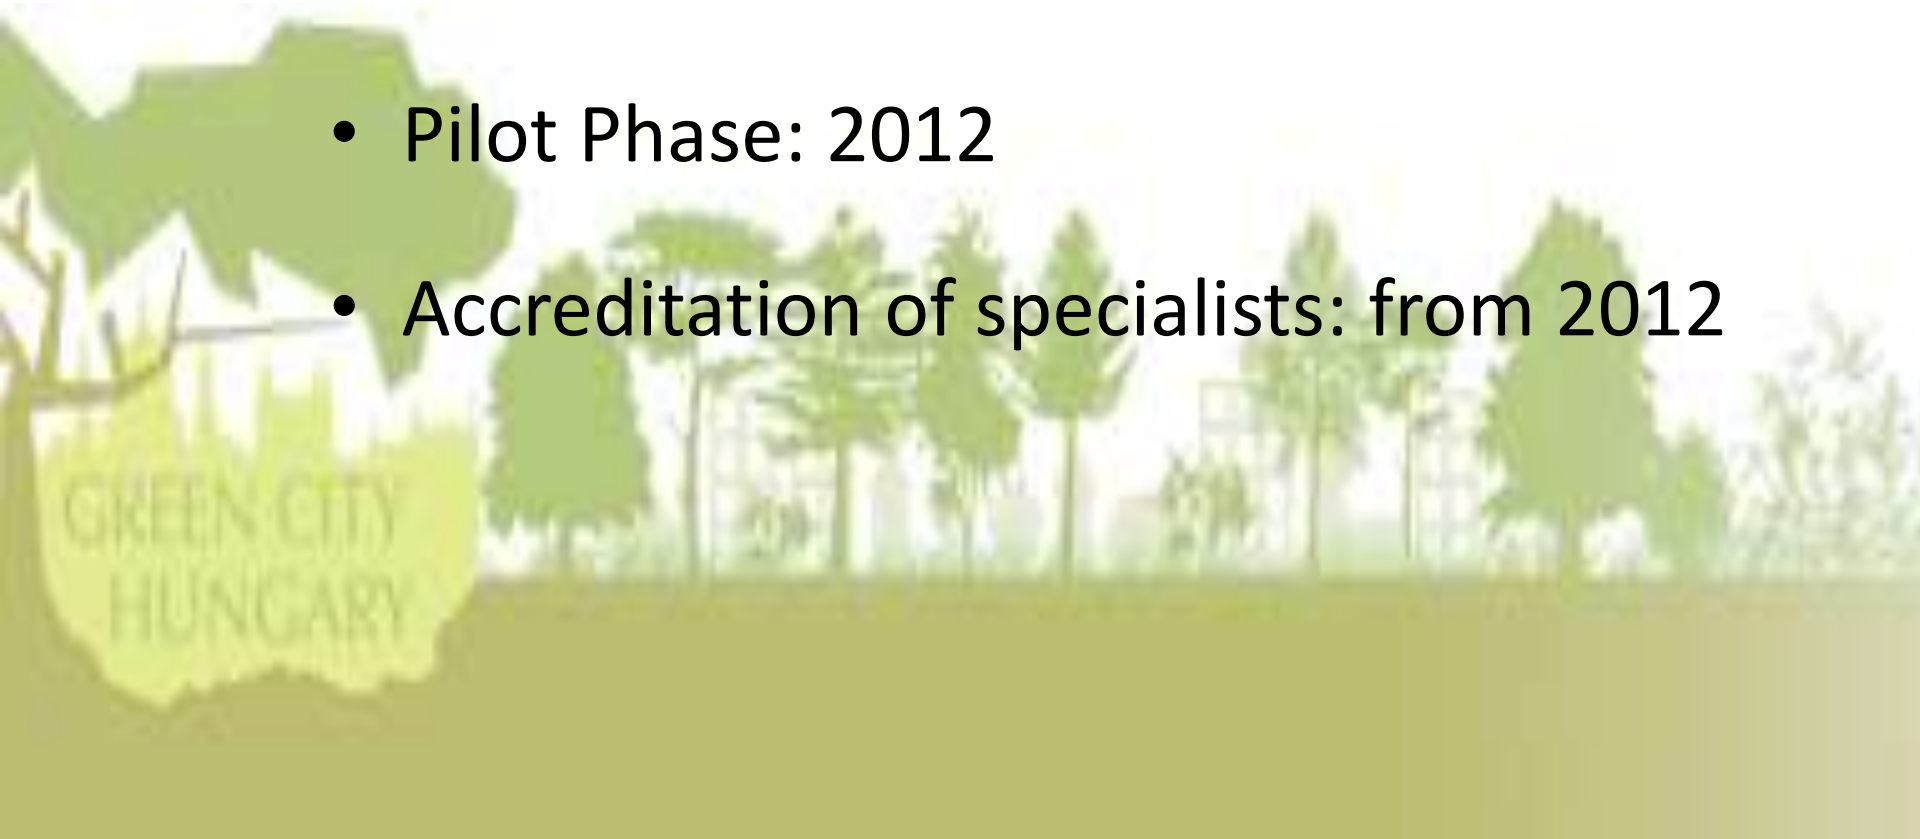 • Pilot Phase: 2012
• Accreditation of specialists: from 2012
GREEN CITY
HUNGARY